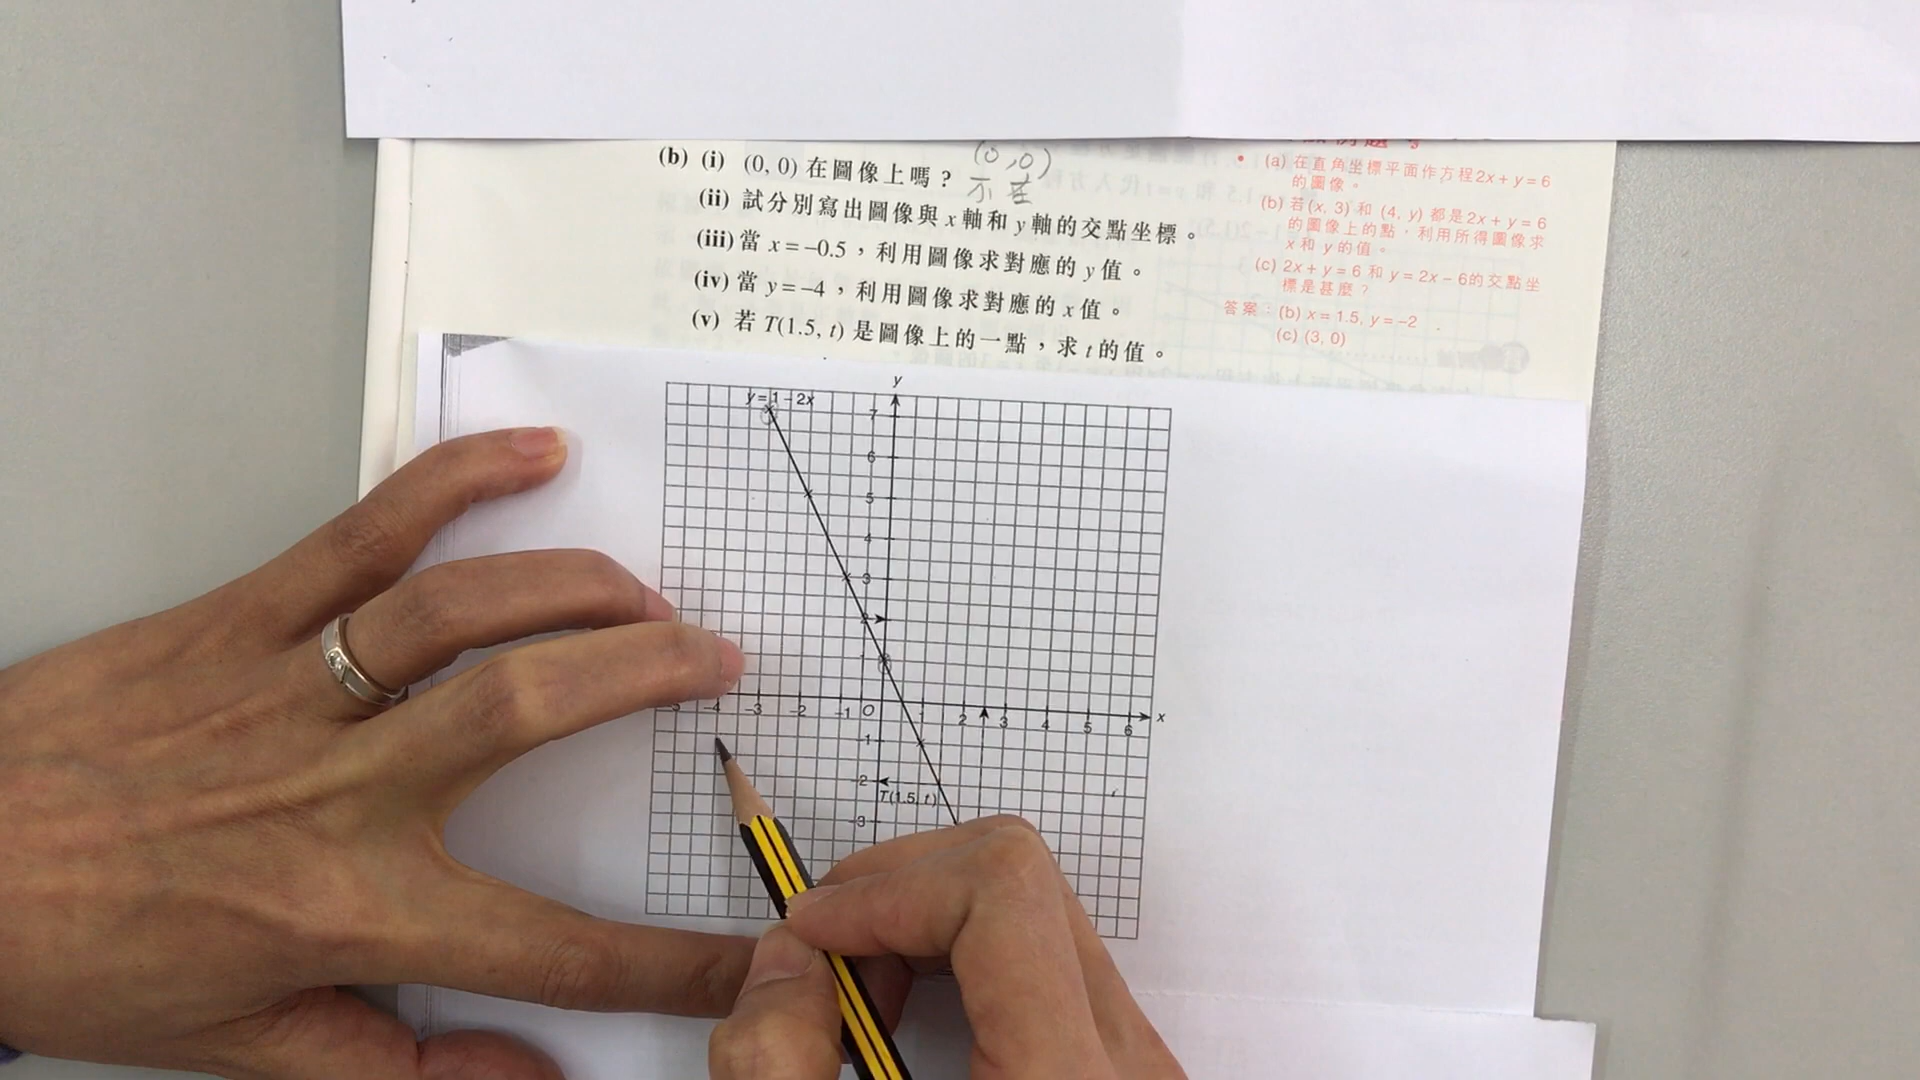 (b) (i) (0, 0) 在圖像上嗎？
(0,0)
不在
(ii) 試分別寫出圖像與 x 軸和 y 軸的交點坐標。
(iii) 當 x = −0.5，利用圖像求對應的 y 值。
(iv) 當 y = −4，利用圖像求對應的 x 值。
(v) 若 T(1.5, t) 是圖像上的一點，求 t 的值。
• (a) 在直角坐標平面作方程2x + y = 6
的圖像。
(b) 若(x, 3) 和 (4, y) 都是2x + y = 6
的圖像上的點，利用所得圖像求
x 和 y 的值。
(c) 2x + y = 6 和 y = 2x − 6的交點坐
標是甚麼？
答案：(b) x = 1.5, y = −2
(c) (3, 0)
y
y = 1 − 2x
7
6
5
4
3
2
1
−5 −4 −3 −2 −1 O 1 2 3 4 5 6 x
−1
−2
T(1.5, t)
−3